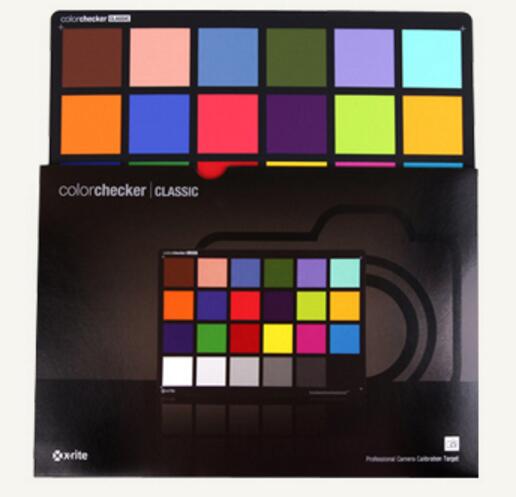 colorchecker CLASSIC
colorchecker | CLASSIC
x-rite
Professional Camera Calibration Target